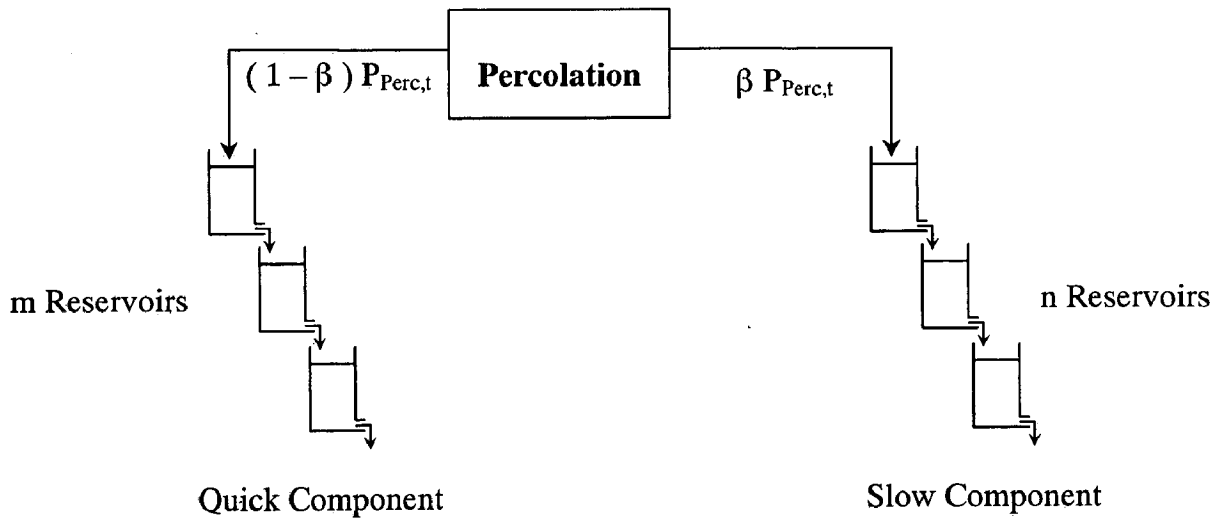 ( 1 – β ) P_Perc,t
Percolation
β P_Perc,t
m Reservoirs
n Reservoirs
Quick Component
Slow Component